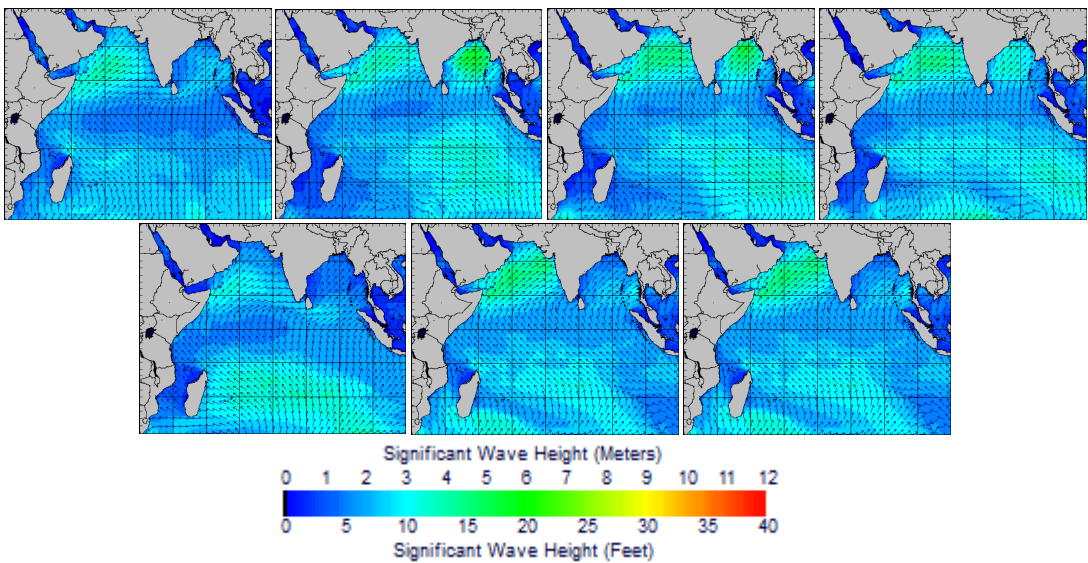 Significant Wave Height (Meters)
0 1 2 3 4 5 6 7 8 9 10 11 12
0 5 10 15 20 25 30 35 40
Significant Wave Height (Feet)